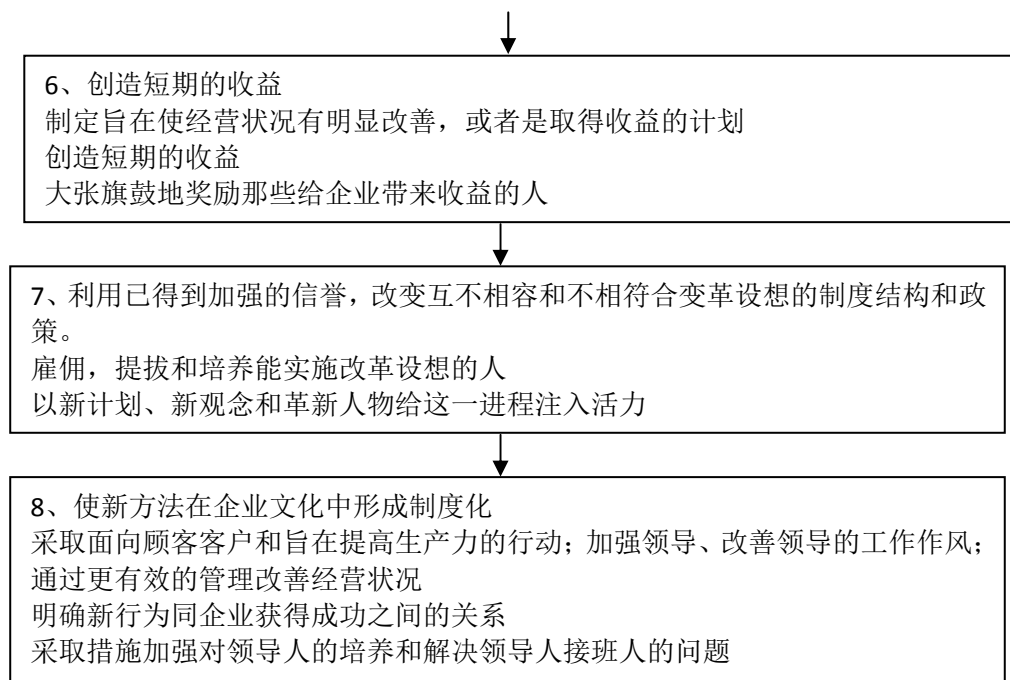 6、创造短期的收益
制定旨在使经营状况有明显改善，或者是取得收益的计划
创造短期的收益
大张旗鼓地奖励那些给企业带来收益的人
7、利用已得到加强的信誉，改变互不相容和不相符合变革设想的制度结构和政
策。
雇佣，提拔和培养能实施改革设想的人
以新计划、新观念和革新人物给这一进程注入活力
8、使新方法在企业文化中形成制度化
采取面向顾客客户和旨在提高生产力的行动；加强领导、改善领导的工作作风；
通过更有效的管理改善经营状况
明确新行为同企业获得成功之间的关系
采取措施加强对领导人的培养和解决领导人接班人的问题